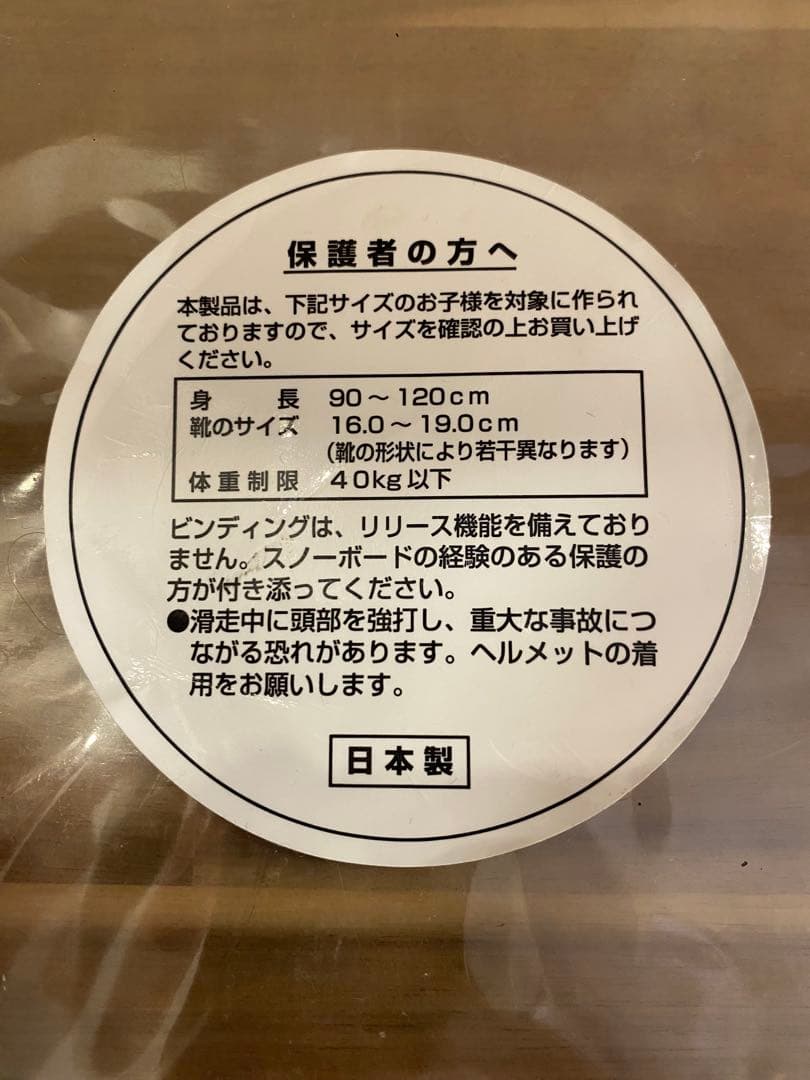 保護者の方へ
本製品は、下記サイズのお子様を対象に作られ
ておりますので、サイズを確認の上お買い上げ
ください。
身長 90～120cm
靴のサイズ 16.0～19.0cm
（靴の形状により若干異なります）
体重制限 40kg以下
ビンディングは、リリース機能を備えており
ません。スノーボードの経験のある保護の
方が付き添ってください。
●滑走中に頭部を強打し、重大な事故につ
ながる恐れがあります。ヘルメットの着
用をお願いします。
日本製